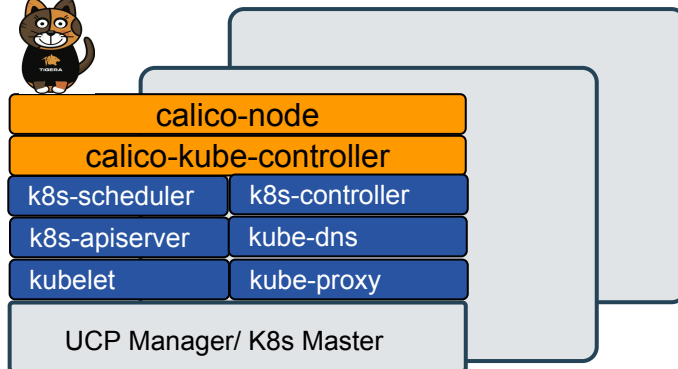 TIGERA
calico-node
calico-kube-controller
k8s-scheduler k8s-controller
k8s-apiserver kube-dns
kubelet kube-proxy
UCP Manager/ K8s Master